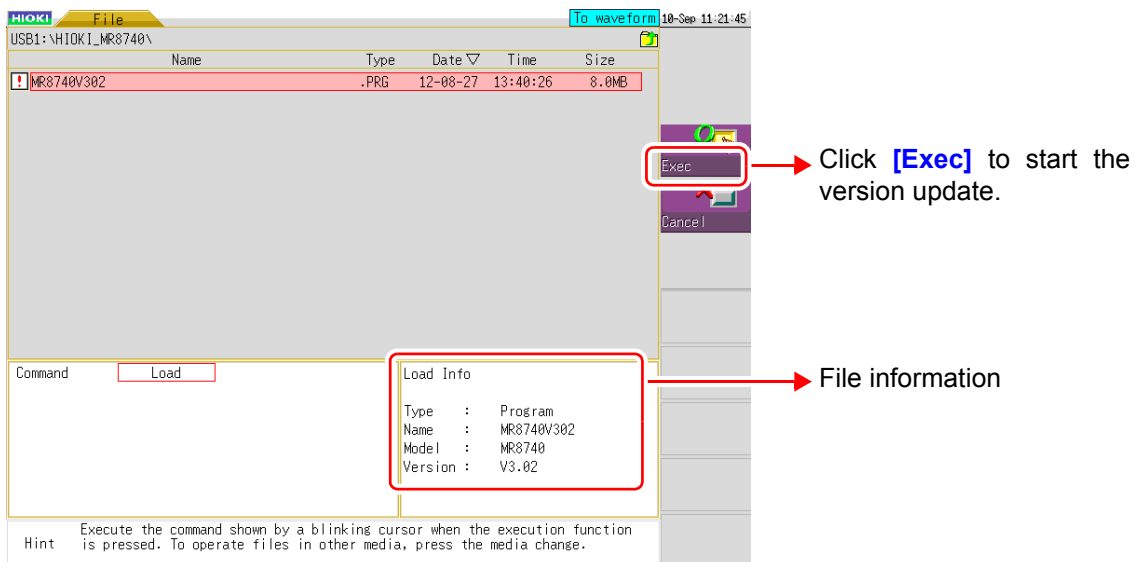 HIOKI File To waveform 10-Sep 11:21:45
USB1:\HIOKI_MR8740\
Name Type Date▽ Time Size
! MR8740V302 .PRG 12-08-27 13:40:26 8.0MB
Exec
Click [Exec] to start the
version update.
Cancel
Command Load
Load Info
Type : Program
Name : MR8740V302
Model : MR8740
Version : V3.02
File information
Hint Execute the command shown by a blinking cursor when the execution function
is pressed. To operate files in other media, press the media change.